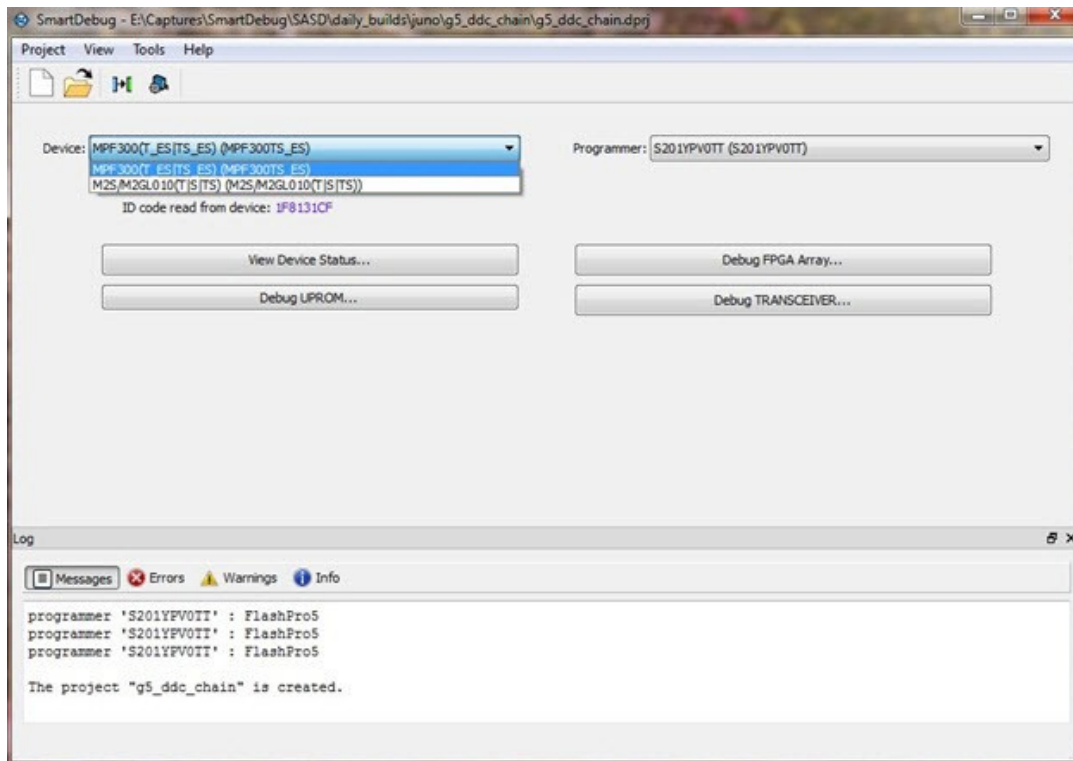 SmartDebug - E:\Captures\SmartDebug\SASD\daily_builds\juno\g5_ddc_chain\g5_ddc_chain.dprj
Project View Tools Help
Device: MPF300(T_ES|TS_ES) (MPF300TS_ES)
Programmer: S201YPV0TT (S201YPV0TT)
MPF300(T_ES|TS_ES) (MPF300TS_ES)
M2S/M2GL010(T|S|TS) (M2S/M2GL010(T|S|TS))
ID code read from device: 1F8131CF
View Device Status...
Debug FPGA Array...
Debug UPROM...
Debug TRANSCEIVER...
Log
Messages Errors Warnings Info
programmer 'S201YPV0TT' : FlashPro5
programmer 'S201YPV0TT' : FlashPro5
programmer 'S201YPV0TT' : FlashPro5
The project "g5_ddc_chain" is created.